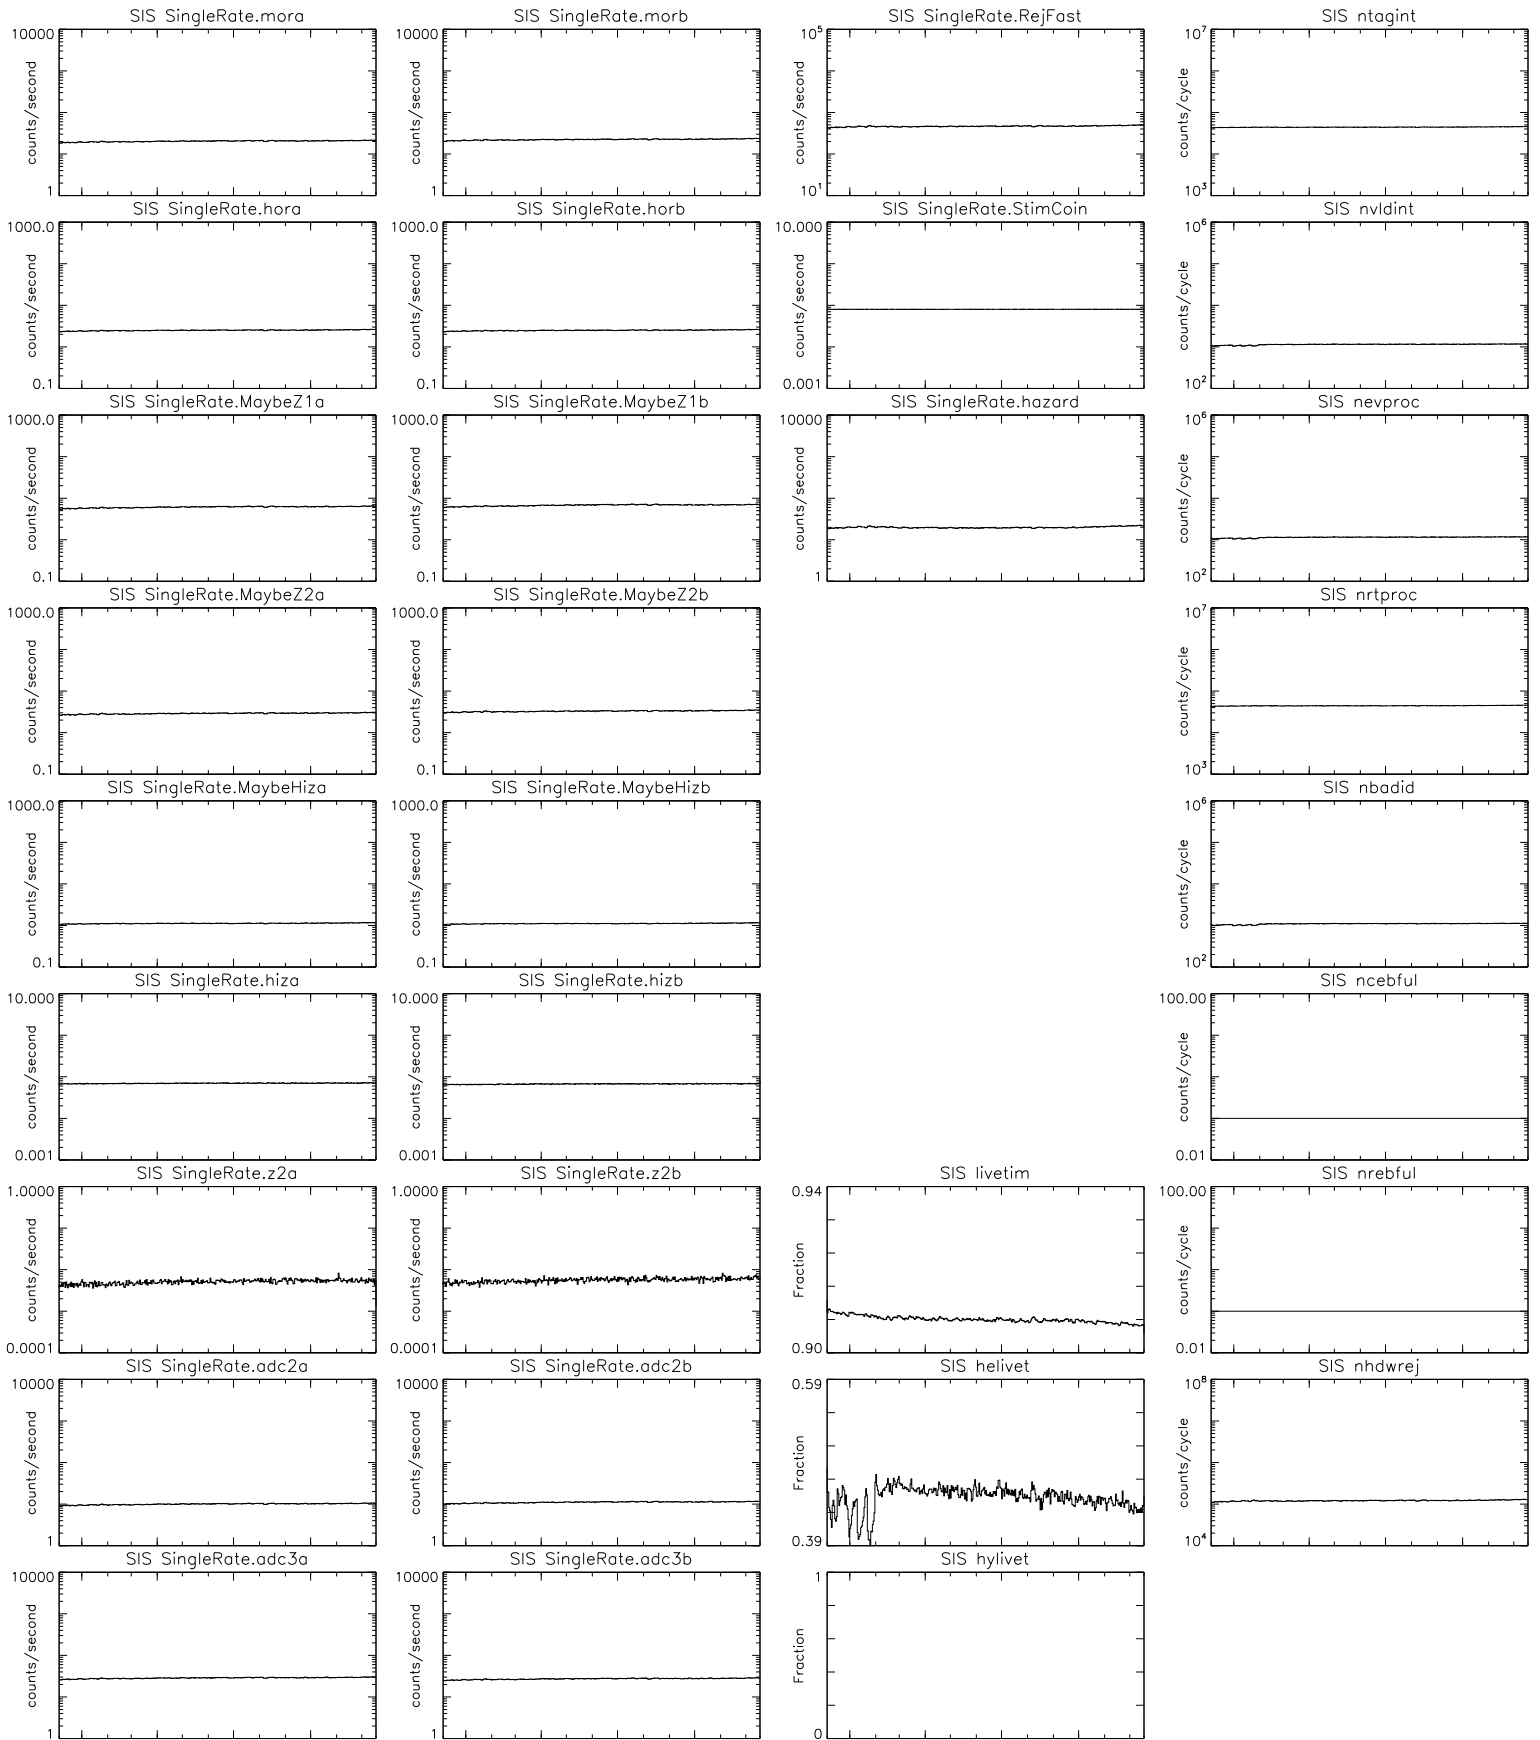 SIS SingleRate.mora
10000
counts/second
1
SIS SingleRate.morb
10000
counts/second
1
SIS SingleRate.RejFast
10^5
counts/second
10^1
SIS ntagint
10^7
counts/cycle
10^3
SIS SingleRate.hora
1000.0
counts/second
0.1
SIS SingleRate.horb
1000.0
counts/second
0.1
SIS SingleRate.StimCoin
10.000
counts/second
0.001
SIS nvldint
10^6
counts/cycle
10^2
SIS SingleRate.MaybeZ1a
1000.0
counts/second
0.1
SIS SingleRate.MaybeZ1b
1000.0
counts/second
0.1
SIS SingleRate.hazard
10000
counts/second
1
SIS nevproc
10^6
counts/cycle
10^2
SIS SingleRate.MaybeZ2a
1000.0
counts/second
0.1
SIS SingleRate.MaybeZ2b
1000.0
counts/second
0.1
SIS nrtproc
10^7
counts/cycle
10^3
SIS SingleRate.MaybeHiza
1000.0
counts/second
0.1
SIS SingleRate.MaybeHizb
1000.0
counts/second
0.1
SIS nbadid
10^6
counts/cycle
10^2
SIS SingleRate.hiza
10.000
counts/second
0.001
SIS SingleRate.hizb
10.000
counts/second
0.001
SIS ncebful
100.00
counts/cycle
0.01
SIS SingleRate.z2a
1.0000
counts/second
0.0001
SIS SingleRate.z2b
1.0000
counts/second
0.0001
SIS livetim
0.94
Fraction
0.90
SIS nrebful
100.00
counts/cycle
0.01
SIS SingleRate.adc2a
10000
counts/second
1
SIS SingleRate.adc2b
10000
counts/second
1
SIS helivet
0.59
Fraction
0.39
SIS nhdwrej
10^8
counts/cycle
10^4
SIS SingleRate.adc3a
10000
counts/second
1
SIS SingleRate.adc3b
10000
counts/second
1
SIS hylivet
1
Fraction
0